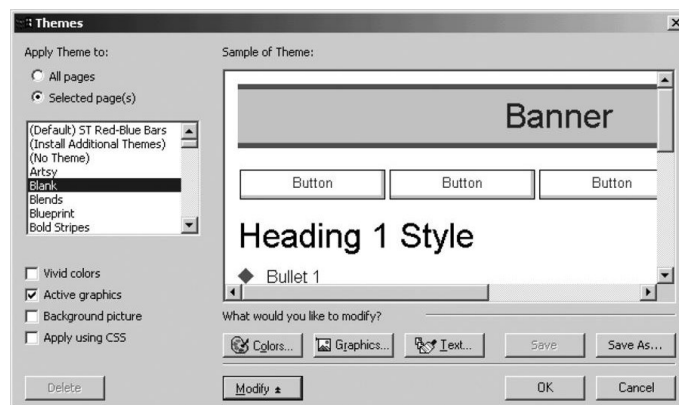 Themes
Apply Theme to:
All pages
Selected page(s)
(Default) ST Red-Blue Bars
(Install Additional Themes)
(No Theme)
Artsy
Blank
Blends
Blueprint
Bold Stripes
Vivid colors
Active graphics
Background picture
Apply using CSS
Delete
Sample of Theme:
Banner
Button Button Button
Heading 1 Style
Bullet 1
What would you like to modify?
Colors... Graphics... Text... Save Save As...
Modify OK Cancel